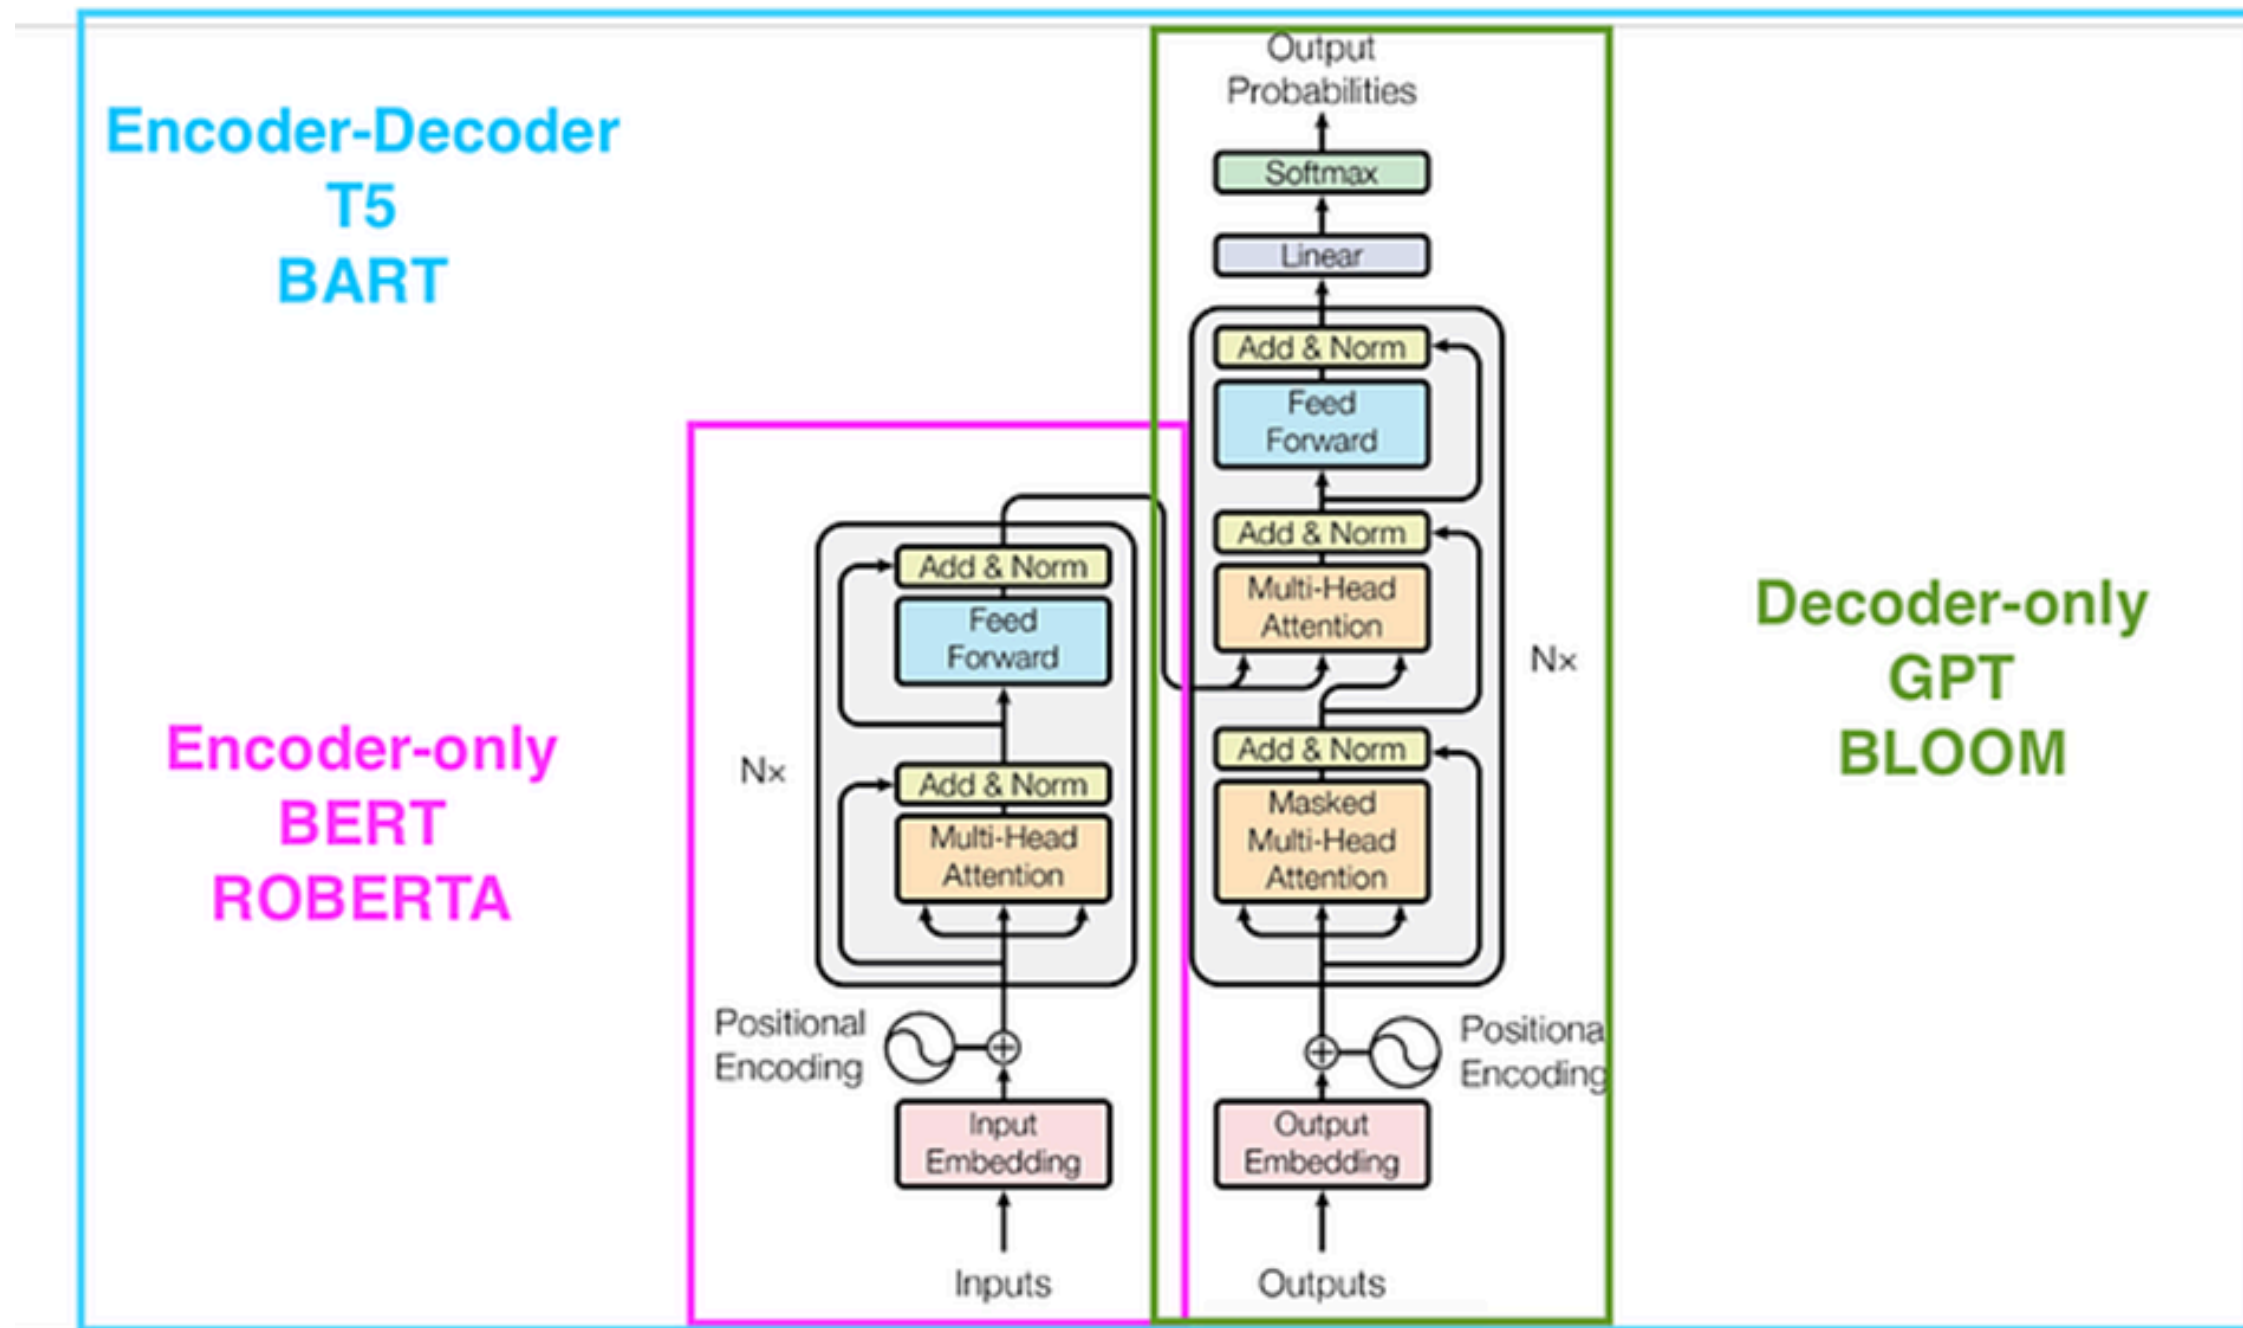 Encoder-Decoder
T5
BART
Encoder-only
BERT
ROBERTA
Output
Probabilities
Softmax
Linear
Add & Norm
Feed
Forward
Add & Norm
Multi-Head
Attention
Nx
Add & Norm
Masked
Multi-Head
Attention
Positiona
Encoding
Output
Embedding
Outputs
Add & Norm
Feed
Forward
Nx
Add & Norm
Multi-Head
Attention
Positional
Encoding
Input
Embedding
Inputs
Decoder-only
GPT
BLOOM